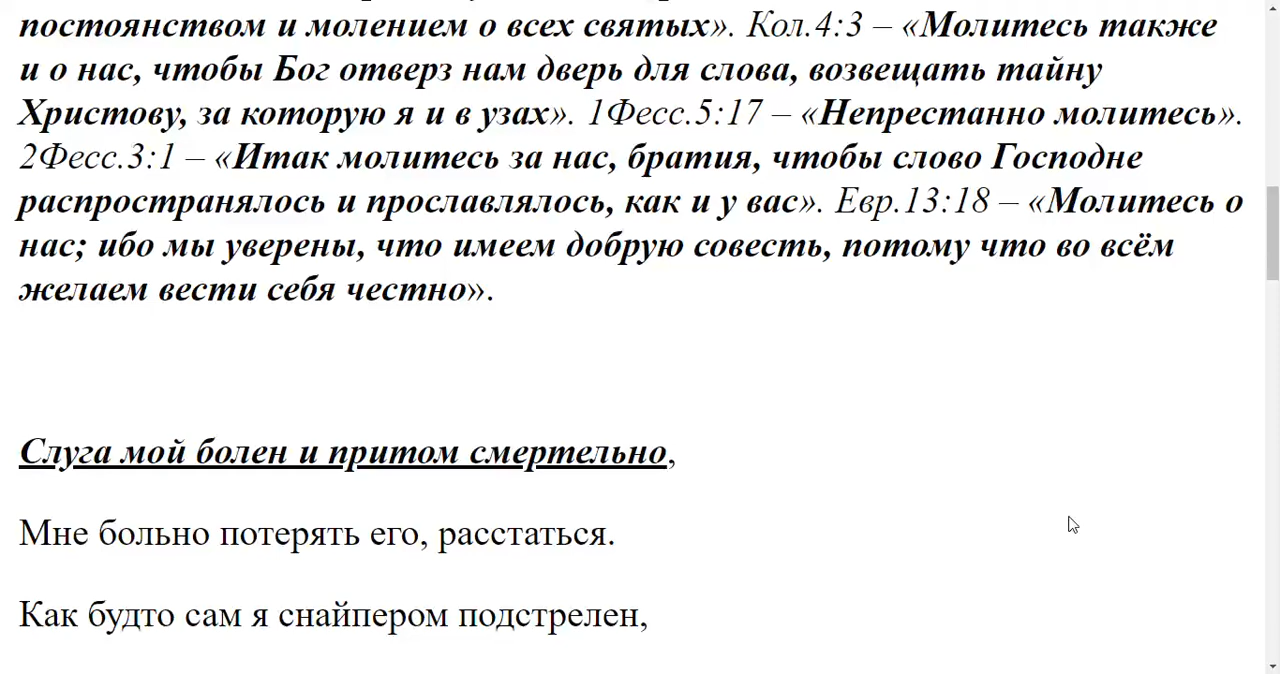 постоянством и молением о всех святых». Кол.4:3 – «Молитесь также
и о нас, чтобы Бог отверз нам дверь для слова, возвещать тайну
Христову, за которую я и в узах». 1Фесс.5:17 – «Непрестанно молитесь».
2Фесс.3:1 – «Итак молитесь за нас, братия, чтобы слово Господне
распространялось и прославлялось, как и у вас». Евр.13:18 – «Молитесь о
нас; ибо мы уверены, что имеем добрую совесть, потому что во всём
желаем вести себя честно».
Слуга мой болен и притом смертельно,
Мне больно потерять его, расстаться.
Как будто сам я снайпером подстрелен,